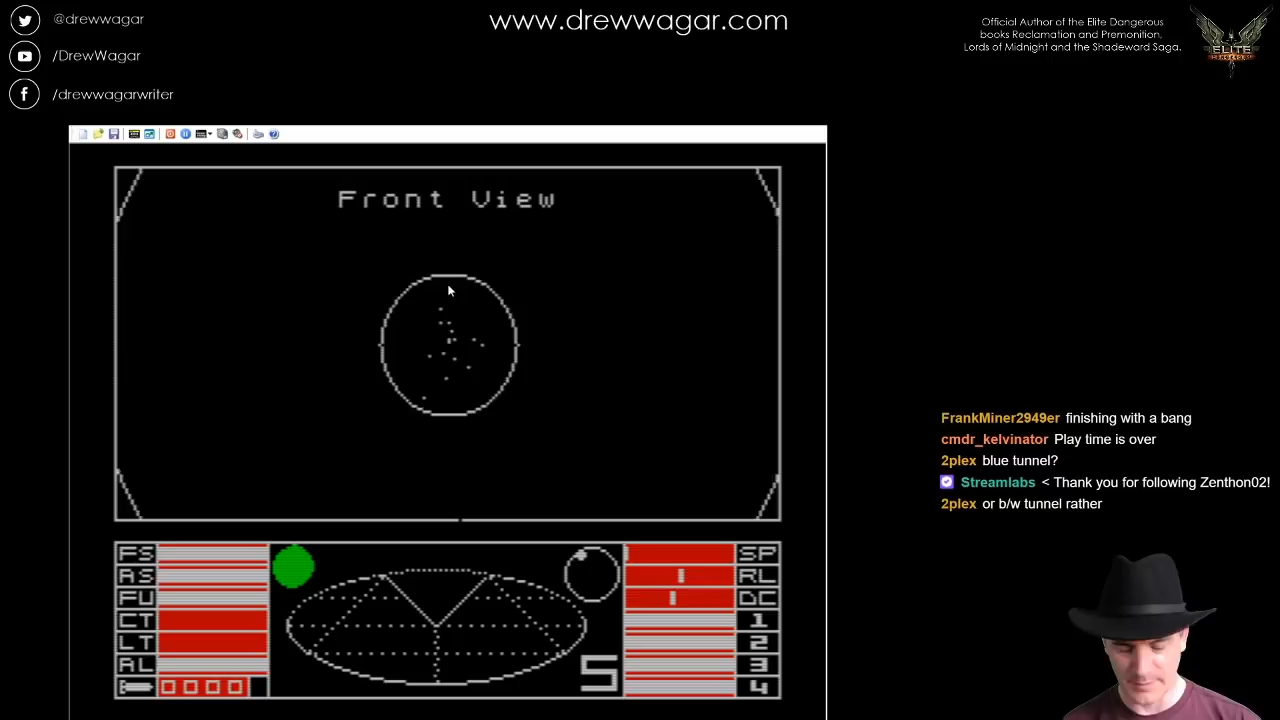 @drewwagar
/DrewWagar
/drewwagarwriter
www.drewwagar.com
Official Author of the Elite Dangerous
books Reclamation and Premonition,
Lords of Midnight and the Shadeward Saga.
ELITE
Front View
FrankMiner2949er finishing with a bang
cmdr_kelvinator Play time is over
2plex blue tunnel?
Streamlabs < Thank you for following Zenthon02!
2plex or b/w tunnel rather
FS
AS
FU
CT
LT
AL
S
SP
RL
DC
1
2
3
4